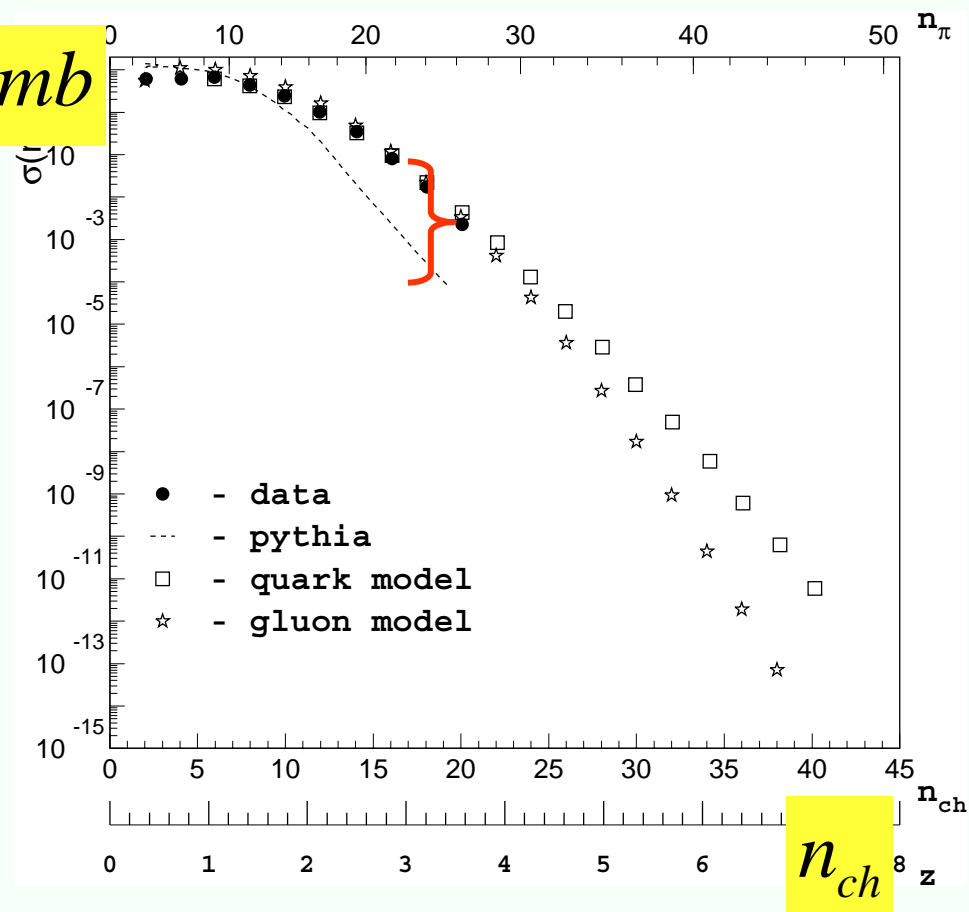 0 10 20 30 40 50 nπ
mb
10
10 -3
10 -5
10 -7
10 -9
10 -11
10 -13
10 -15
- data
- pythia
- quark model
- gluon model
0 5 10 15 20 25 30 35 40 45
n_ch
0 1 2 3 4 5 6 8 z
n_ch